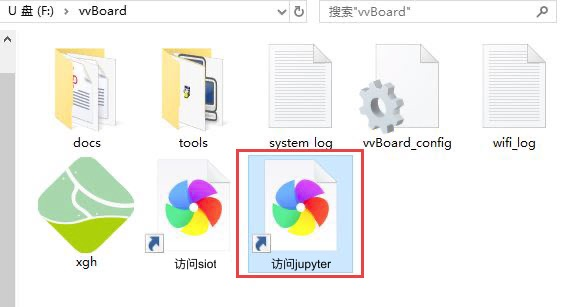 U 盘 (F:) › vvBoard
搜索"vvBoard"
docs
tools
system_log
vvBoard_config
wifi_log
xgh
访问siot
访问jupyter